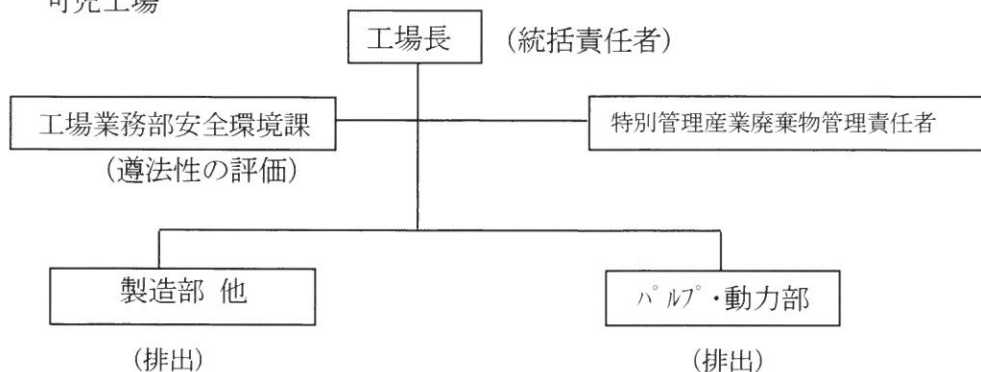 可児工場
工場長 (統括責任者)
工場業務部安全環境課 特別管理産業廃棄物管理責任者
(遵法性の評価)
製造部 他 ﾊﾟﾙﾌﾟ・動力部
(排出) (排出)